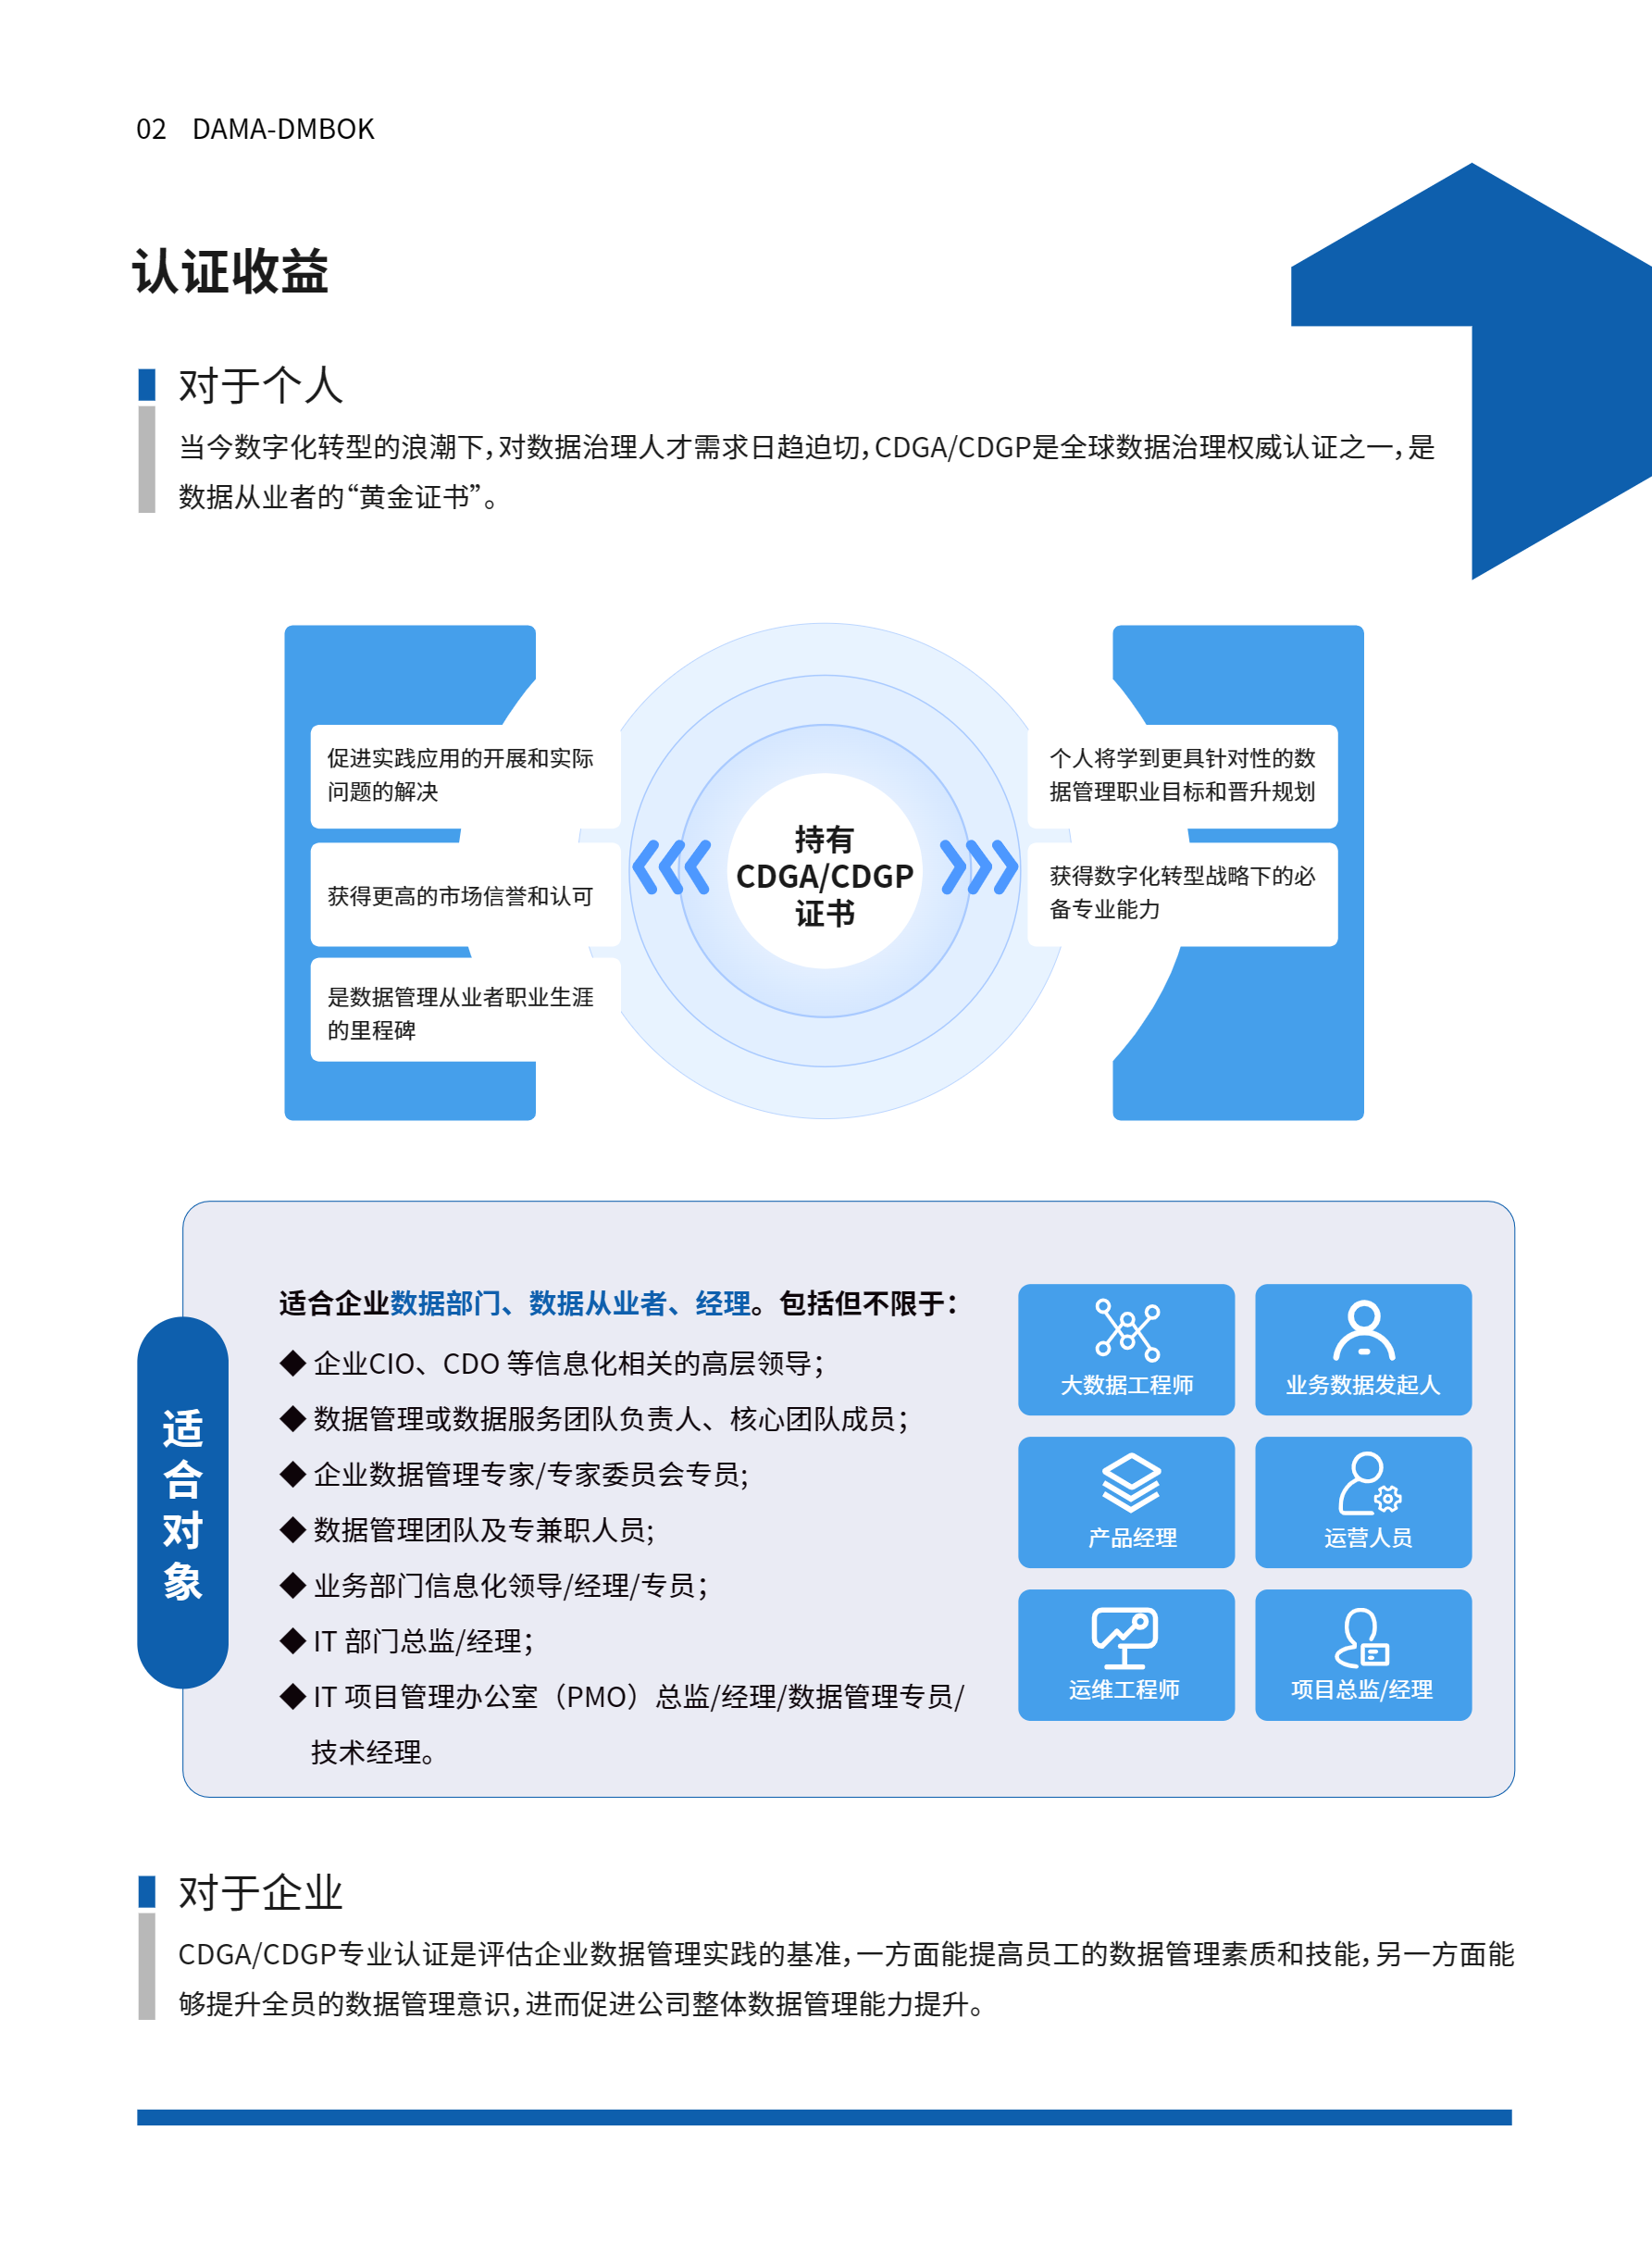 02 DAMA-DMBOK
认证收益
对于个人
当今数字化转型的浪潮下，对数据治理人才需求日趋迫切，CDGA/CDGP是全球数据治理权威认证之一，是
数据从业者的“黄金证书”。
促进实践应用的开展和实际
问题的解决
获得更高的市场信誉和认可
是数据管理从业者职业生涯
的里程碑
持有
CDGA/CDGP
证书
个人将学到更具针对性的数
据管理职业目标和晋升规划
获得数字化转型战略下的必
备专业能力
适合对象
适合企业数据部门、数据从业者、经理。包括但不限于：
◆ 企业CIO、CDO 等信息化相关的高层领导；
◆ 数据管理或数据服务团队负责人、核心团队成员；
◆ 企业数据管理专家/专家委员会专员;
◆ 数据管理团队及专兼职人员;
◆ 业务部门信息化领导/经理/专员；
◆ IT 部门总监/经理；
◆ IT 项目管理办公室（PMO）总监/经理/数据管理专员/
技术经理。
大数据工程师
业务数据发起人
产品经理
运营人员
运维工程师
项目总监/经理
对于企业
CDGA/CDGP专业认证是评估企业数据管理实践的基准，一方面能提高员工的数据管理素质和技能，另一方面能
够提升全员的数据管理意识，进而促进公司整体数据管理能力提升。